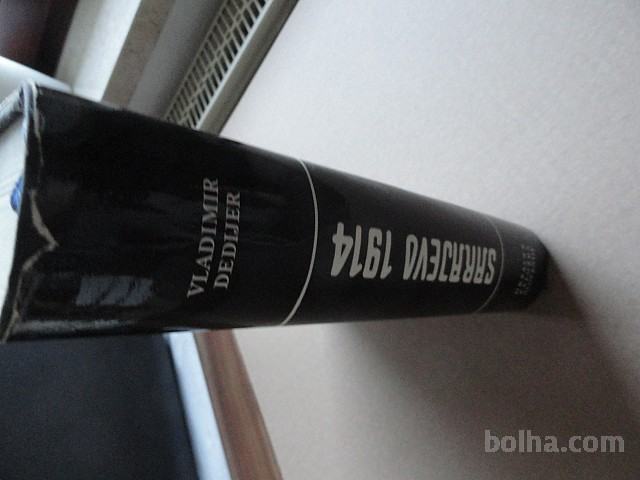 VLADIMIR
DEDIJER
SARAJEVO 1914
bolha.com